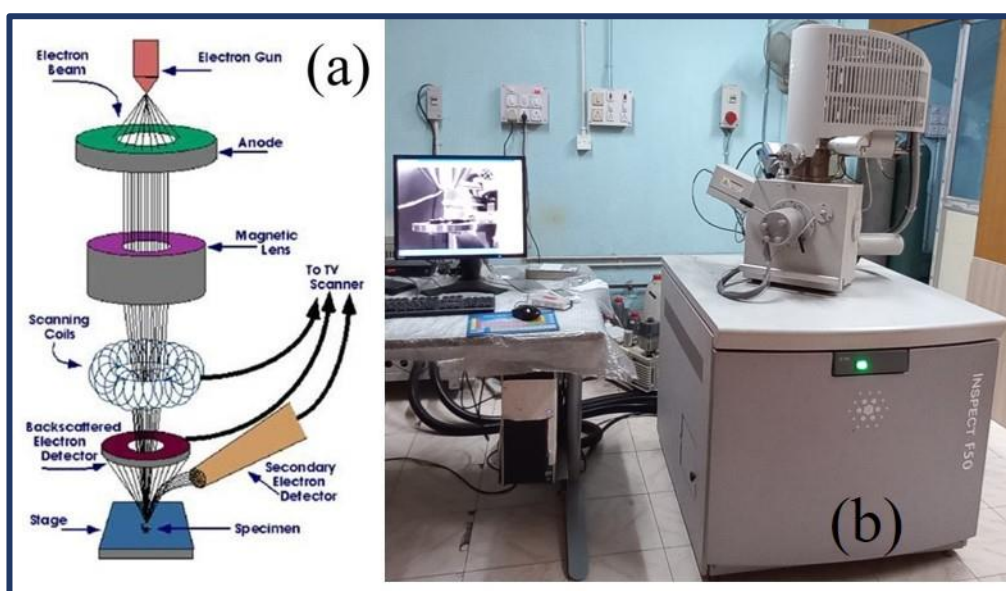 (a)
Electron
Beam
Electron Gun
Anode
Magnetic
Lens
To TV
Scanner
Scanning
Coils
Backscattered
Electron
Detector
Secondary
Electron
Detector
Stage
Specimen
INSPECT F50
(b)